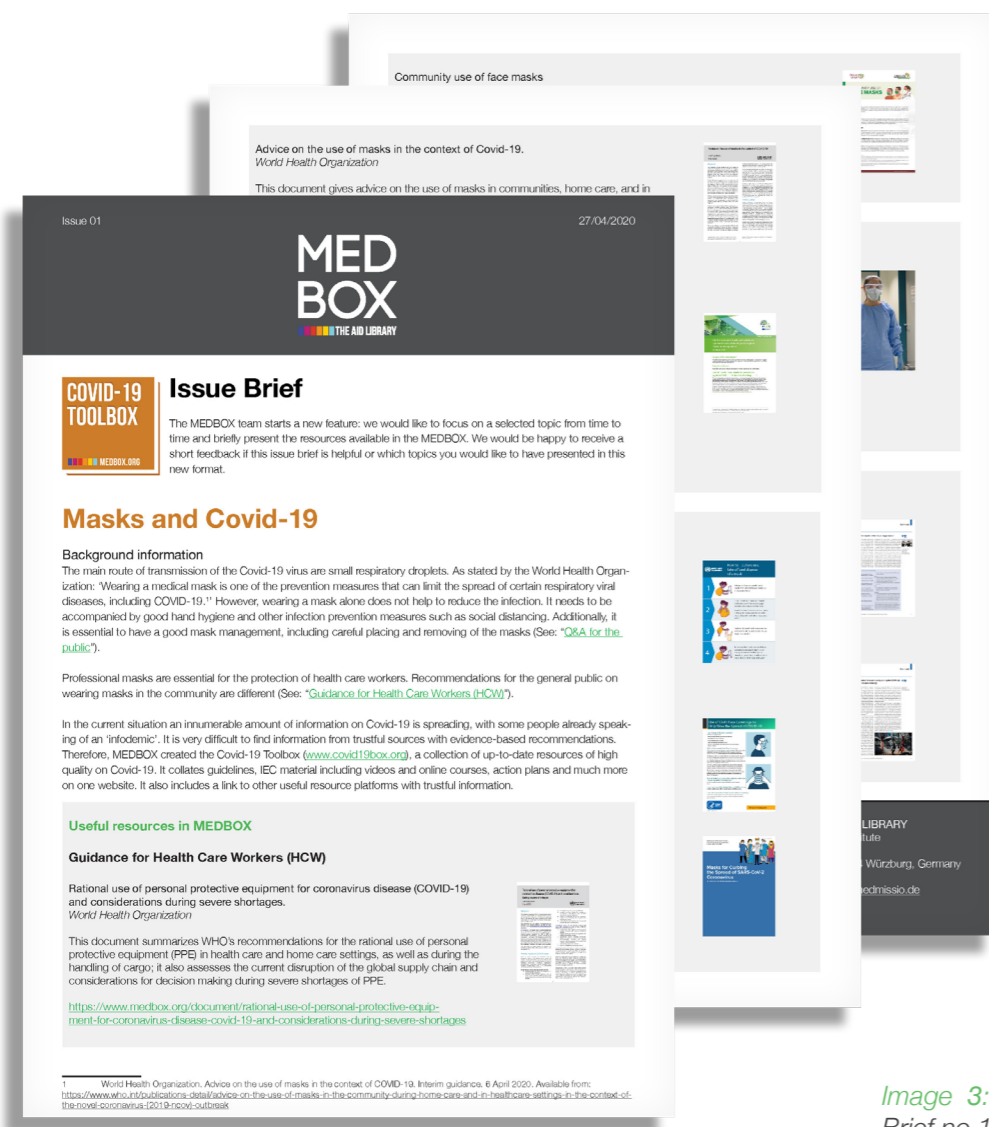 Community use of face masks
Advice on the use of masks in the context of Covid-19.
World Health Organization
This document gives advice on the use of masks in communities, home care, and in
Issue 01
27/04/2020
MED
BOX
THE AID LIBRARY
COVID-19
TOOLBOX
MEDBOX.ORG
Issue Brief
The MEDBOX team starts a new feature: we would like to focus on a selected topic from time to
time and briefly present the resources available in the MEDBOX. We would be happy to receive a
short feedback if this issue brief is helpful or which topics you would like to have presented in this
new format.
Masks and Covid-19
Background information
The main route of transmission of the Covid-19 virus are small respiratory droplets. As stated by the World Health Organ-
ization: 'Wearing a medical mask is one of the prevention measures that can limit the spread of certain respiratory viral
diseases, including COVID-19.¹' However, wearing a mask alone does not help to reduce the infection. It needs to be
accompanied by good hand hygiene and other infection prevention measures such as social distancing. Additionally, it
is essential to have a good mask management, including careful placing and removing of the masks (See: "Q&A for the
public").
Professional masks are essential for the protection of health care workers. Recommendations for the general public on
wearing masks in the community are different (See: "Guidance for Health Care Workers (HCW)").
In the current situation an innumerable amount of information on Covid-19 is spreading, with some people already speak-
ing of an 'infodemic'. It is very difficult to find information from trustful sources with evidence-based recommendations.
Therefore, MEDBOX created the Covid-19 Toolbox (www.covid19box.org), a collection of up-to-date resources of high
quality on Covid-19. It collates guidelines, IEC material including videos and online courses, action plans and much more
on one website. It also includes a link to other useful resource platforms with trustful information.
Useful resources in MEDBOX
Guidance for Health Care Workers (HCW)
Rational use of personal protective equipment for coronavirus disease (COVID-19)
and considerations during severe shortages.
World Health Organization
This document summarizes WHO's recommendations for the rational use of personal
protective equipment (PPE) in health care and home care settings, as well as during the
handling of cargo; it also assesses the current disruption of the global supply chain and
considerations for decision making during severe shortages of PPE.
https://www.medbox.org/document/rational-use-of-personal-protective-equip-
ment-for-coronavirus-disease-covid-19-and-considerations-during-severe-shortages
1 World Health Organization. Advice on the use of masks in the context of COVID-19. Interim guidance, 6 April 2020. Available from:
https://www.who.int/publications-detail/advice-on-the-use-of-masks-in-the-community-during-home-care-and-in-healthcare-settings-in-the-context-of-
the-novel-coronavirus-(2019-ncov)-outbreak
1
2
3
4
Masks for Curbing
the Spread of SARS-CoV-2
Coronavirus
LIBRARY
tute
Würzburg, Germany
edmissio.de
Image 3:
Brief no 1